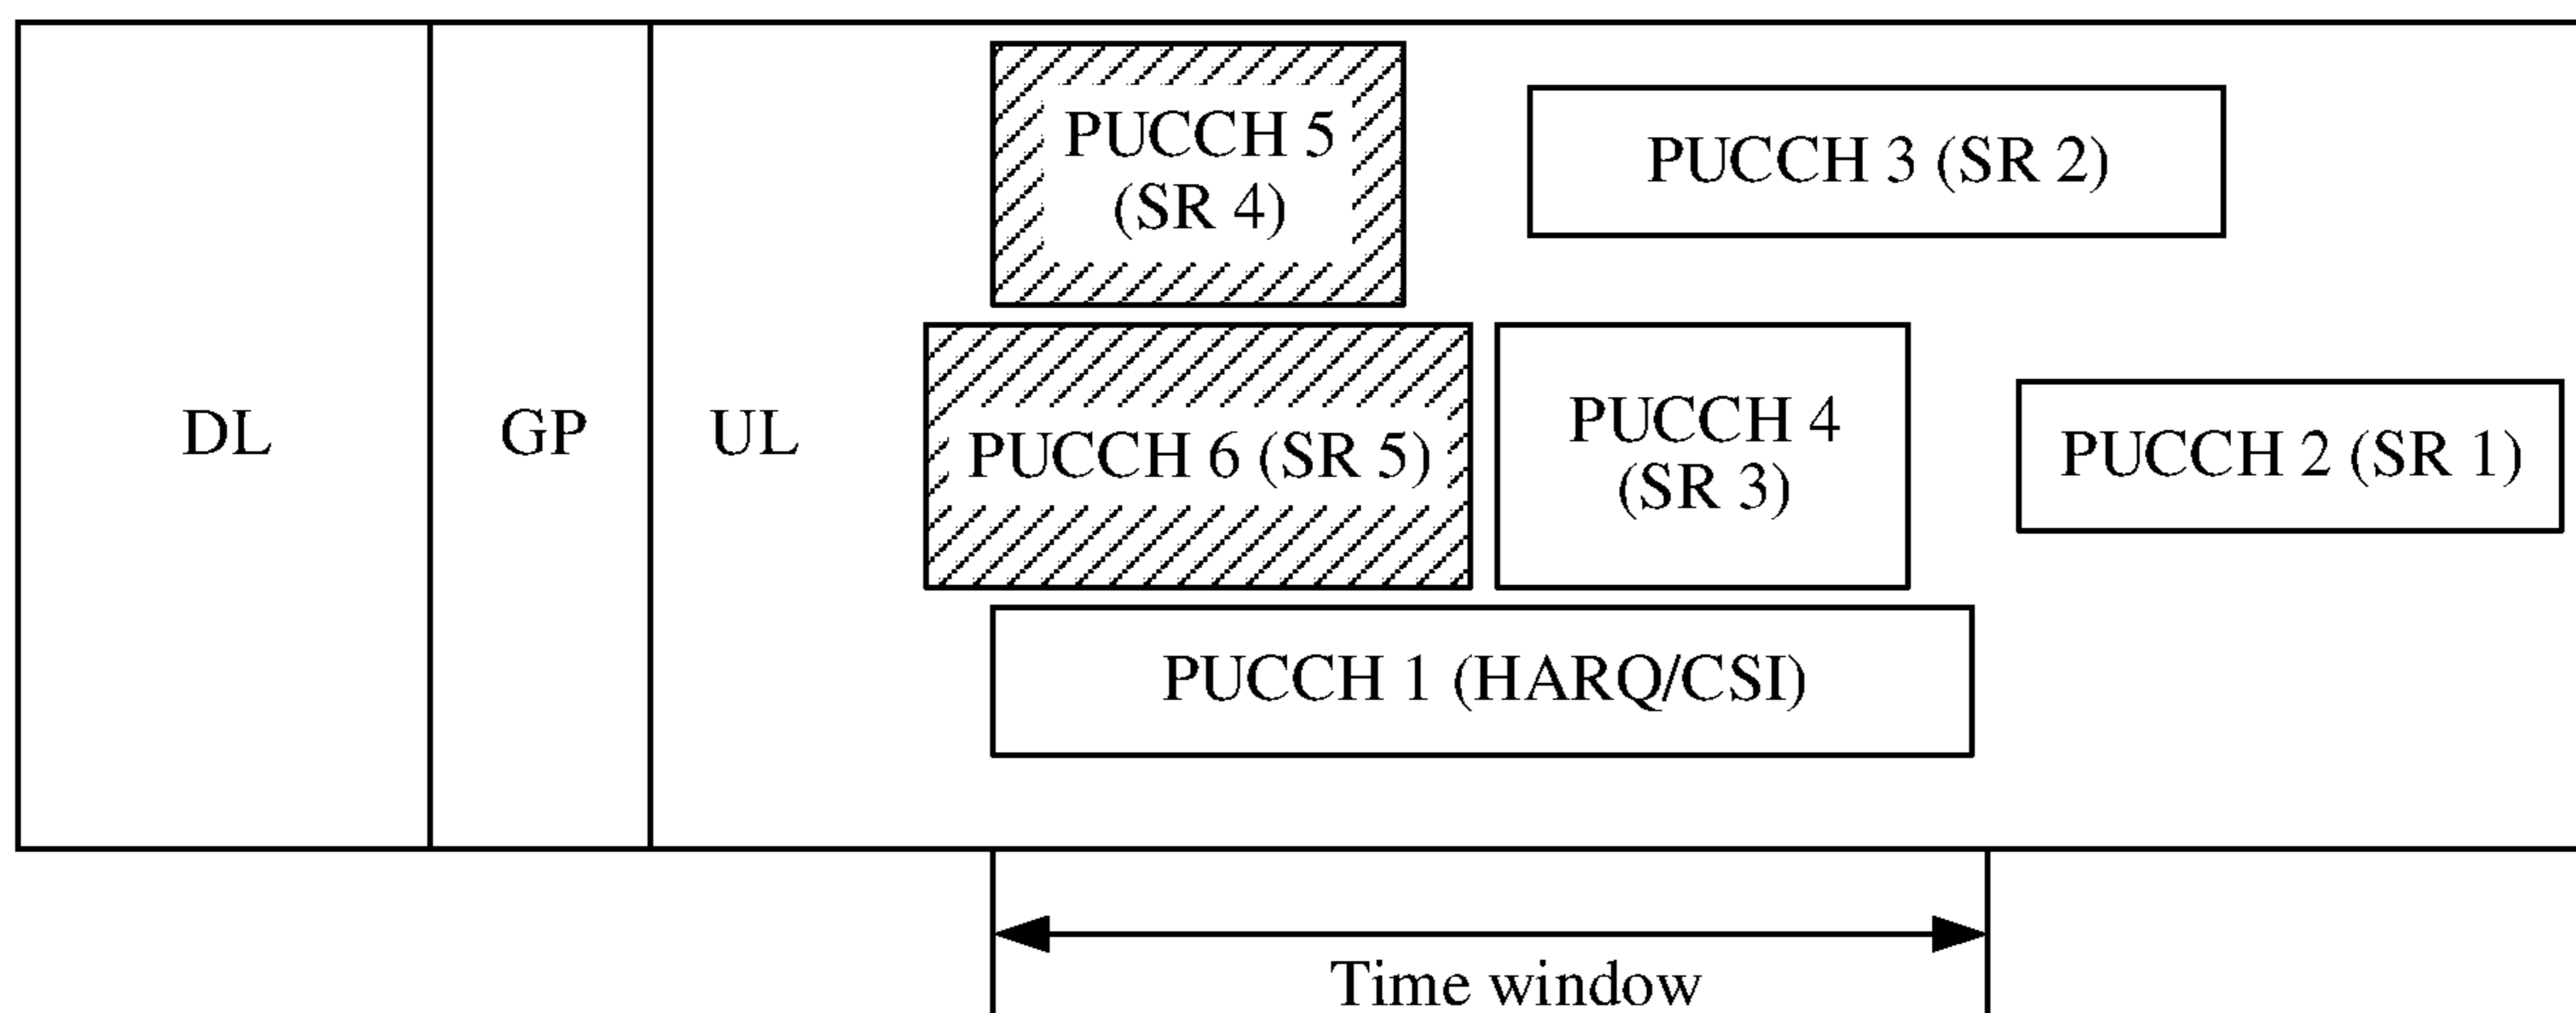 DL
GP
UL
PUCCH 5
(SR 4)
PUCCH 3 (SR 2)
PUCCH 6 (SR 5)
PUCCH 4
(SR 3)
PUCCH 2 (SR 1)
PUCCH 1 (HARQ/CSI)
Time window